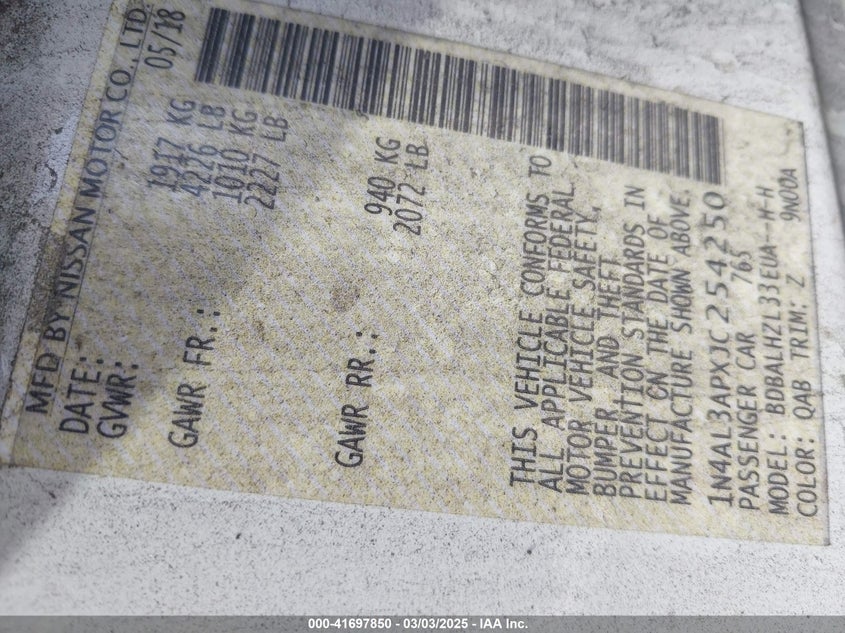 MFD BY NISSAN MOTOR CO., LTD.
DATE: 05/18
GVWR: 1917 KG
4226 LB
GAWR FR.: 1010 KG
2227 LB
GAWR RR.: 940 KG
2072 LB
THIS VEHICLE CONFORMS TO
ALL APPLICABLE FEDERAL
MOTOR VEHICLE SAFETY,
BUMPER AND THEFT
PREVENTION STANDARDS IN
EFFECT ON THE DATE OF
MANUFACTURE SHOWN ABOVE.
1N4AL3APXJC254250
PASSENGER CAR 765
MODEL: BDBALHZL33EUA--H-H
COLOR: QAB TRIM: Z 9N00A
000-41697850 - 03/03/2025 - IAA Inc.